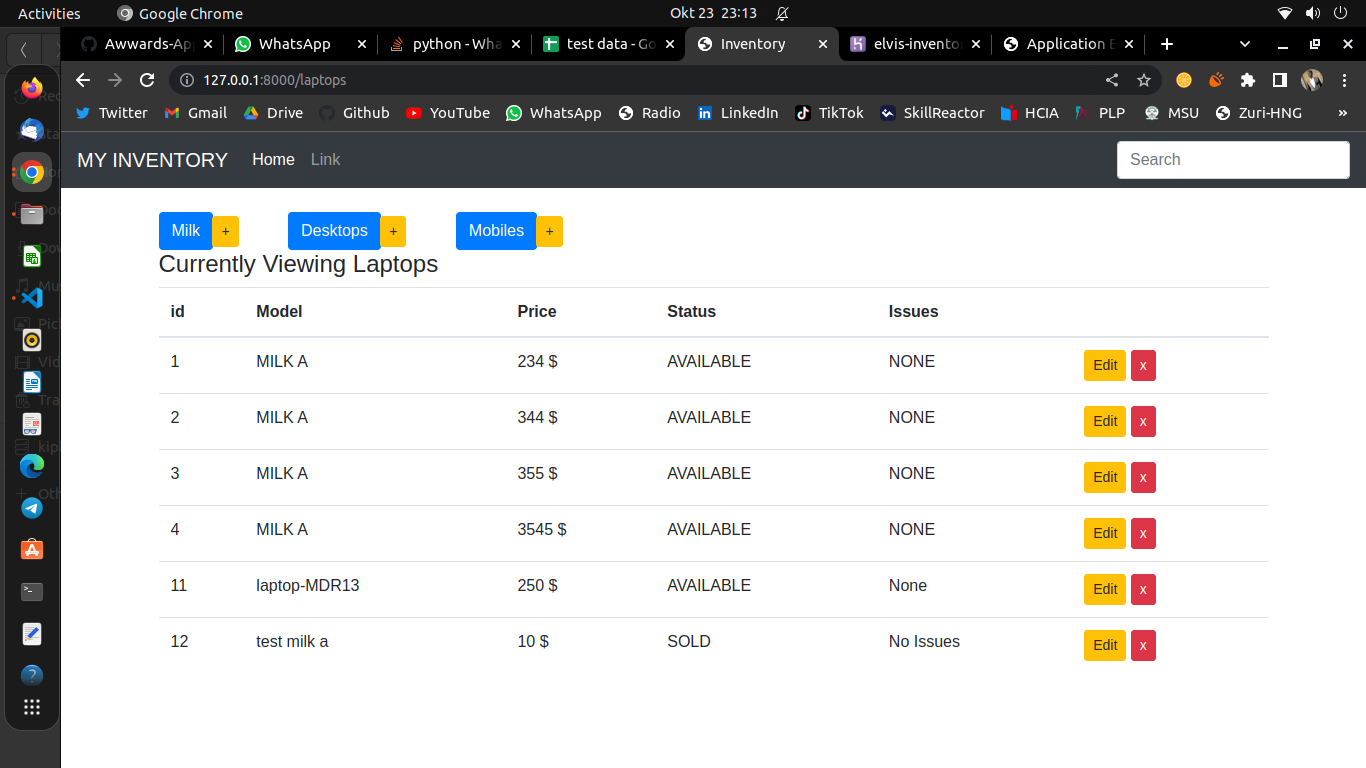 Activities Google Chrome Okt 23 23:13
Awwards-Ap WhatsApp python - Wha test data - Go Inventory elvis-invento Application E
127.0.0.1:8000/laptops
Twitter Gmail Drive Github YouTube WhatsApp Radio LinkedIn TikTok SkillReactor HCIA PLP MSU Zuri-HNG »
MY INVENTORY Home Link Search
Milk + Desktops + Mobiles +
Currently Viewing Laptops
id Model Price Status Issues
1 MILK A 234 $ AVAILABLE NONE Edit x
2 MILK A 344 $ AVAILABLE NONE Edit x
3 MILK A 355 $ AVAILABLE NONE Edit x
4 MILK A 3545 $ AVAILABLE NONE Edit x
11 laptop-MDR13 250 $ AVAILABLE None Edit x
12 test milk a 10 $ SOLD No Issues Edit x